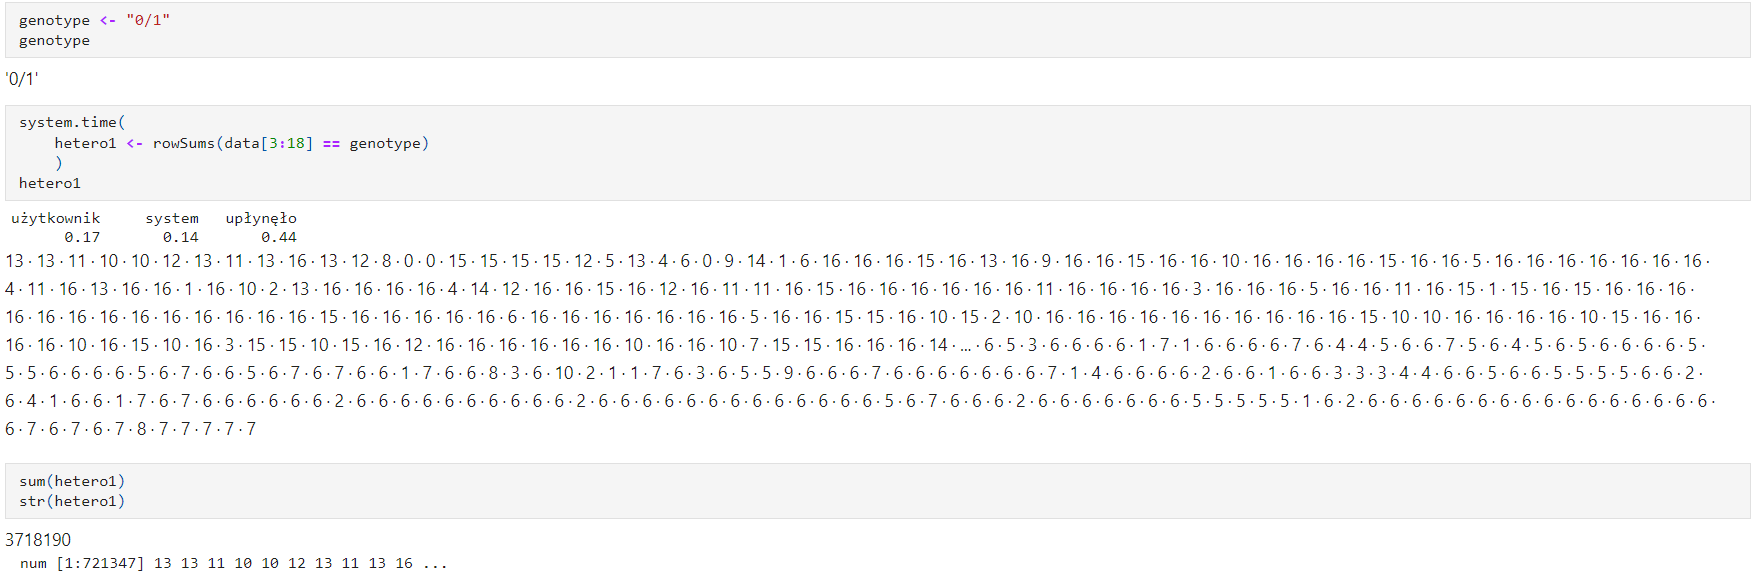 genotype <- "0/1"
genotype
'0/1'
system.time(
    hetero1 <- rowSums(data[3:18] == genotype)
    )
hetero1
użytkownik     system   upłynęło
      0.17       0.14       0.44
13 · 13 · 11 · 10 · 10 · 12 · 13 · 11 · 13 · 16 · 13 · 12 · 8 · 0 · 0 · 15 · 15 · 15 · 15 · 12 · 5 · 13 · 4 · 6 · 0 · 9 · 14 · 1 · 6 · 16 · 16 · 16 · 15 · 16 · 13 · 16 · 9 · 16 · 16 · 15 · 16 · 16 · 10 · 16 · 16 · 16 · 16 · 15 · 16 · 16 · 5 · 16 · 16 · 16 · 16 · 16 · 16 · 16 ·
4 · 11 · 16 · 13 · 16 · 16 · 1 · 16 · 10 · 2 · 13 · 16 · 16 · 16 · 16 · 4 · 14 · 12 · 16 · 16 · 15 · 16 · 12 · 16 · 11 · 11 · 16 · 15 · 16 · 16 · 16 · 16 · 16 · 16 · 11 · 16 · 16 · 16 · 16 · 3 · 16 · 16 · 16 · 5 · 16 · 16 · 11 · 16 · 15 · 1 · 15 · 16 · 15 · 16 · 16 · 16 ·
16 · 16 · 16 · 16 · 16 · 16 · 16 · 16 · 16 · 16 · 15 · 16 · 16 · 16 · 16 · 16 · 6 · 16 · 16 · 16 · 16 · 16 · 16 · 16 · 5 · 16 · 16 · 15 · 15 · 16 · 10 · 15 · 2 · 10 · 16 · 16 · 16 · 16 · 16 · 16 · 16 · 16 · 16 · 16 · 15 · 10 · 10 · 16 · 16 · 16 · 16 · 10 · 15 · 16 · 16 ·
16 · 16 · 10 · 16 · 15 · 10 · 16 · 3 · 15 · 15 · 10 · 15 · 16 · 12 · 16 · 16 · 16 · 16 · 16 · 16 · 10 · 16 · 16 · 10 · 7 · 15 · 15 · 16 · 16 · 16 · 14 · ... · 6 · 5 · 3 · 6 · 6 · 6 · 6 · 1 · 7 · 1 · 6 · 6 · 6 · 6 · 7 · 6 · 4 · 4 · 5 · 6 · 6 · 7 · 5 · 6 · 4 · 5 · 6 · 5 · 6 · 6 · 6 · 6 · 5 ·
5 · 5 · 6 · 6 · 6 · 6 · 5 · 6 · 7 · 6 · 6 · 5 · 6 · 7 · 6 · 7 · 6 · 6 · 1 · 7 · 6 · 6 · 8 · 3 · 6 · 10 · 2 · 1 · 1 · 7 · 6 · 3 · 6 · 5 · 5 · 9 · 6 · 6 · 6 · 7 · 6 · 6 · 6 · 6 · 6 · 6 · 6 · 7 · 1 · 4 · 6 · 6 · 6 · 6 · 2 · 6 · 6 · 1 · 6 · 6 · 3 · 3 · 3 · 4 · 4 · 6 · 6 · 5 · 6 · 6 · 5 · 5 · 5 · 5 · 6 · 6 · 2 ·
6 · 4 · 1 · 6 · 6 · 1 · 7 · 6 · 7 · 6 · 6 · 6 · 6 · 6 · 6 · 2 · 6 · 6 · 6 · 6 · 6 · 6 · 6 · 6 · 6 · 6 · 2 · 6 · 6 · 6 · 6 · 6 · 6 · 6 · 6 · 6 · 6 · 6 · 6 · 6 · 5 · 6 · 7 · 6 · 6 · 6 · 2 · 6 · 6 · 6 · 6 · 6 · 6 · 6 · 5 · 5 · 5 · 5 · 5 · 1 · 6 · 2 · 6 · 6 · 6 · 6 · 6 · 6 · 6 · 6 · 6 · 6 · 6 · 6 · 6 · 6 · 6 · 6 ·
6 · 7 · 6 · 7 · 6 · 7 · 8 · 7 · 7 · 7 · 7 · 7
sum(hetero1)
str(hetero1)
3718190
 num [1:721347] 13 13 11 10 10 12 13 11 13 16 ...